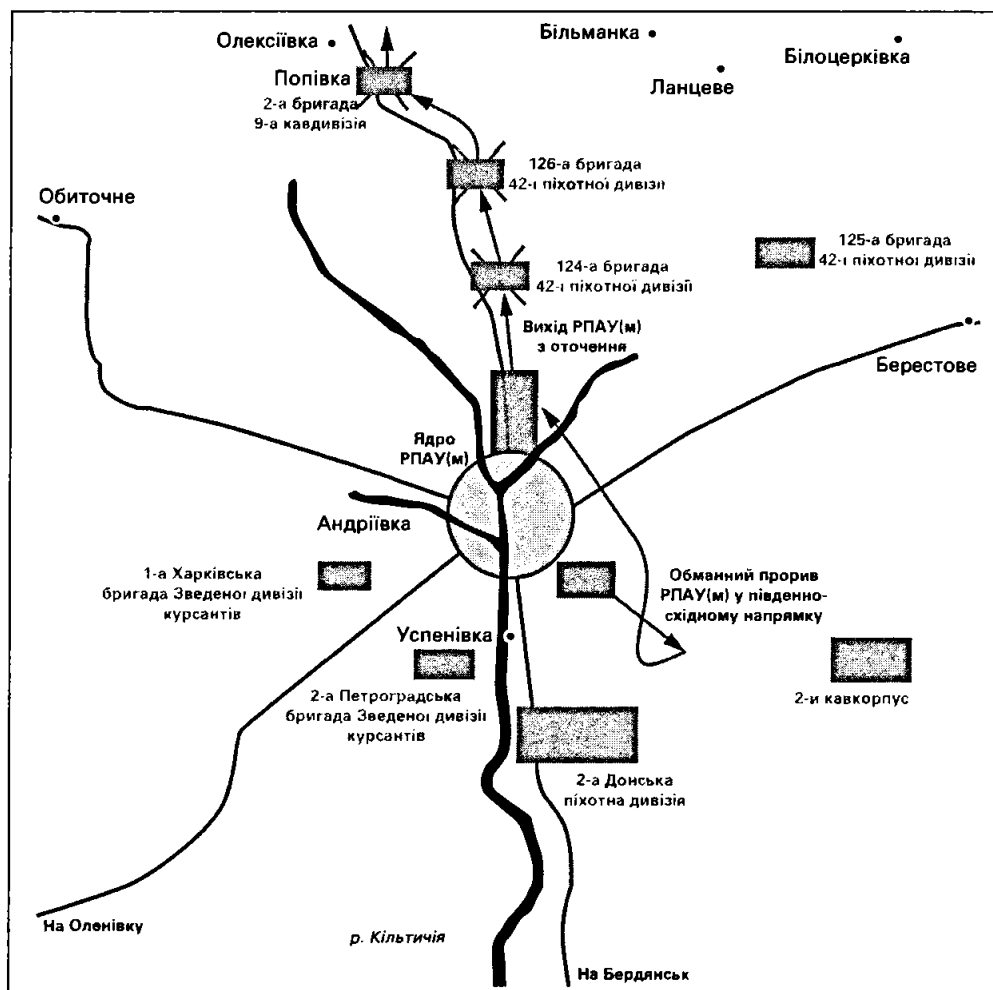 Олексіївка
Більманка
Білоцерківка
Ланцеве
Попівка
2-а бригада
9-а кавдивізія
126-а бригада
42-ї піхотної дивізії
Обиточне
125-а бригада
42-ї піхотної дивізії
124-а бригада
42-ї піхотної дивізії
Вихід РПАУ(м)
з оточення
Берестове
Ядро
РПАУ(м)
Андріївка
1-а Харківська
бригада Зведеної дивізії
курсантів
Обманний прорив
РПАУ(м) у південно-
східному напрямку
Успенівка
2-а Петроградська
бригада Зведеної дивізії
курсантів
2-й кавкорпус
2-а Донська
піхотна дивізія
На Оленівку
р. Кільтичія
На Бердянськ